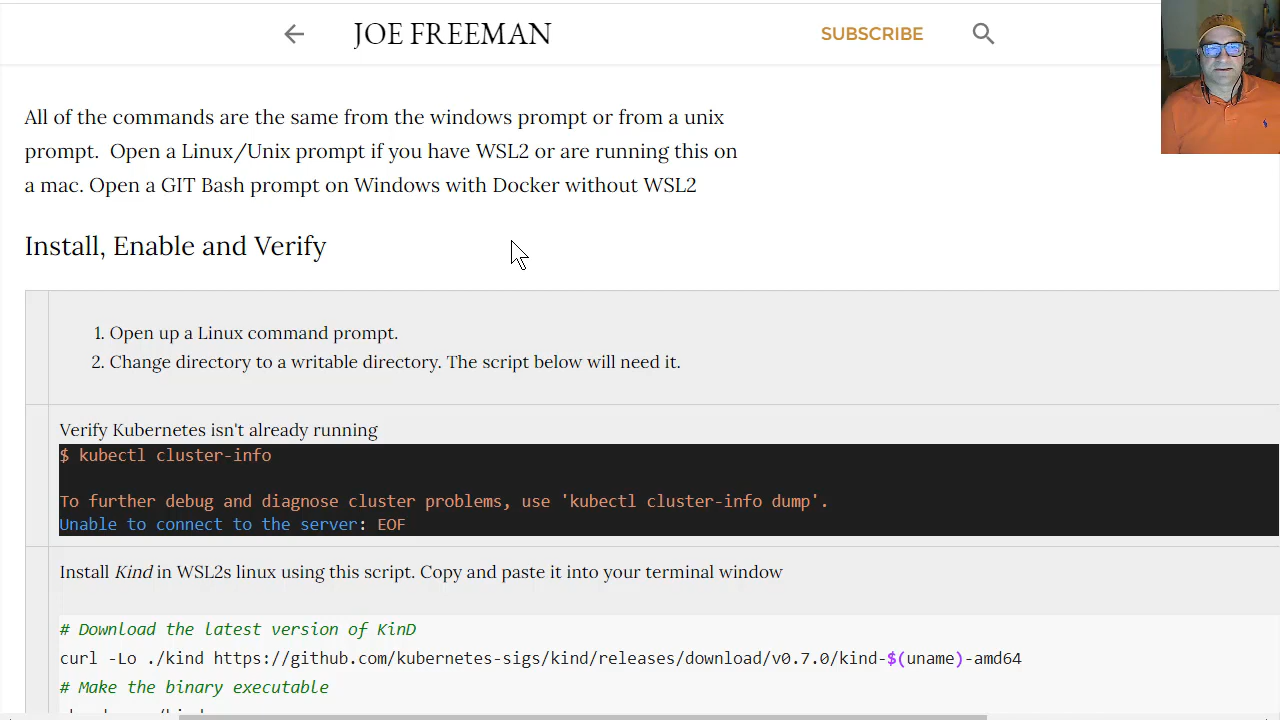 JOE FREEMAN
SUBSCRIBE
All of the commands are the same from the windows prompt or from a unix
prompt.  Open a Linux/Unix prompt if you have WSL2 or are running this on
a mac. Open a GIT Bash prompt on Windows with Docker without WSL2
Install, Enable and Verify
1. Open up a Linux command prompt.
2. Change directory to a writable directory. The script below will need it.
Verify Kubernetes isn't already running
$ kubectl cluster-info
To further debug and diagnose cluster problems, use 'kubectl cluster-info dump'.
Unable to connect to the server: EOF
Install Kind in WSL2s linux using this script. Copy and paste it into your terminal window
# Download the latest version of KinD
curl -Lo ./kind https://github.com/kubernetes-sigs/kind/releases/download/v0.7.0/kind-$(uname)-amd64
# Make the binary executable